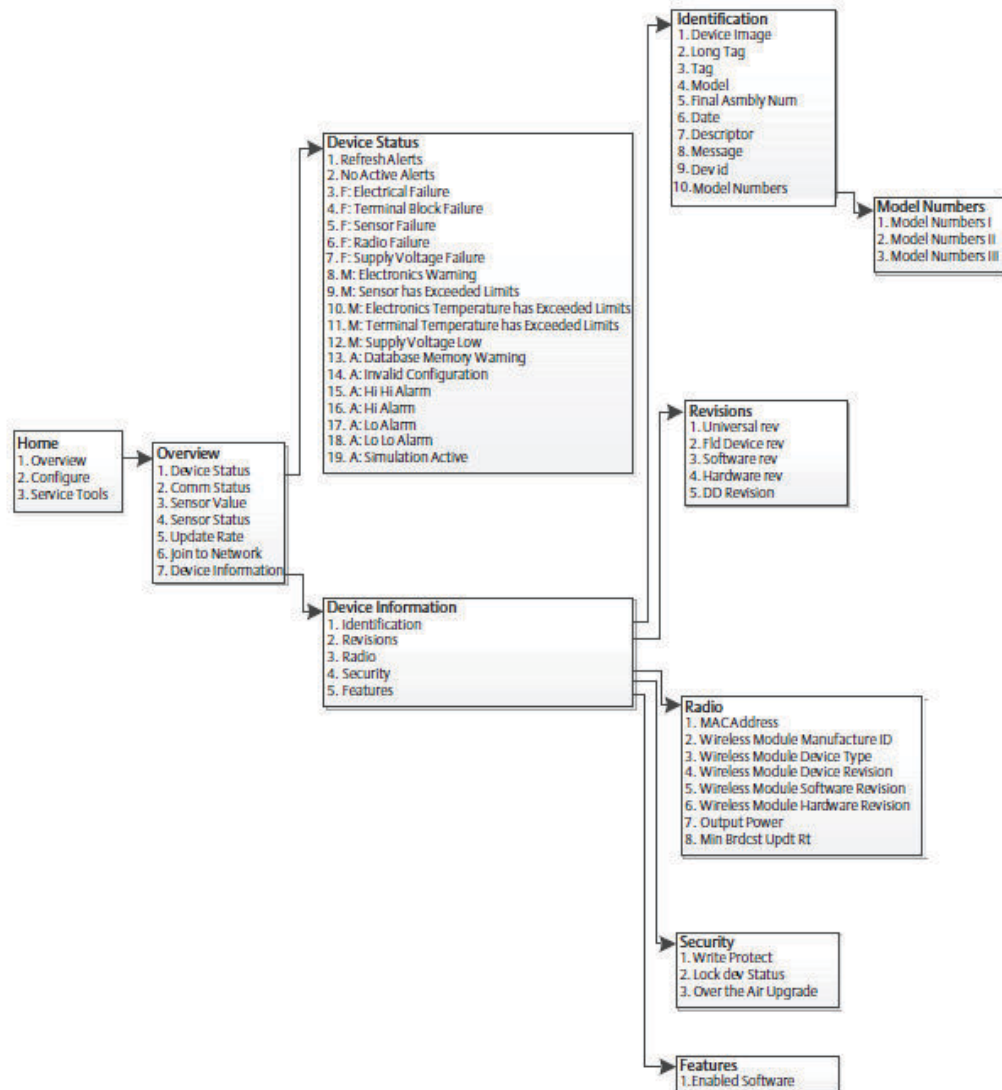 Identification
1. Device Image
2. Long Tag
3. Tag
4. Model
5. Final Asmbly Num
6. Date
7. Descriptor
8. Message
9. Dev id
10. Model Numbers
Model Numbers
1. Model Numbers I
2. Model Numbers II
3. Model Numbers III
Device Status
1. Refresh Alerts
2. No Active Alerts
3. F: Electrical Failure
4. F: Terminal Block Failure
5. F: Sensor Failure
6. F: Radio Failure
7. F: Supply Voltage Failure
8. M: Electronics Warning
9. M: Sensor has Exceeded Limits
10. M: Electronics Temperature has Exceeded Limits
11. M: Terminal Temperature has Exceeded Limits
12. M: Supply Voltage Low
13. A: Database Memory Warning
14. A: Invalid Configuration
15. A: Hi Hi Alarm
16. A: Hi Alarm
17. A: Lo Alarm
18. A: Lo Lo Alarm
19. A: Simulation Active
Home
1. Overview
2. Configure
3. Service Tools
Overview
1. Device Status
2. Comm Status
3. Sensor Value
4. Sensor Status
5. Update Rate
6. Join to Network
7. Device Information
Revisions
1. Universal rev
2. Fld Device rev
3. Software rev
4. Hardware rev
5. DD Revision
Device Information
1. Identification
2. Revisions
3. Radio
4. Security
5. Features
Radio
1. MAC Address
2. Wireless Module Manufacture ID
3. Wireless Module Device Type
4. Wireless Module Device Revision
5. Wireless Module Software Revision
6. Wireless Module Hardware Revision
7. Output Power
8. Min Brdcst Updt Rt
Security
1. Write Protect
2. Lock dev Status
3. Over the Air Upgrade
Features
1. Enabled Software